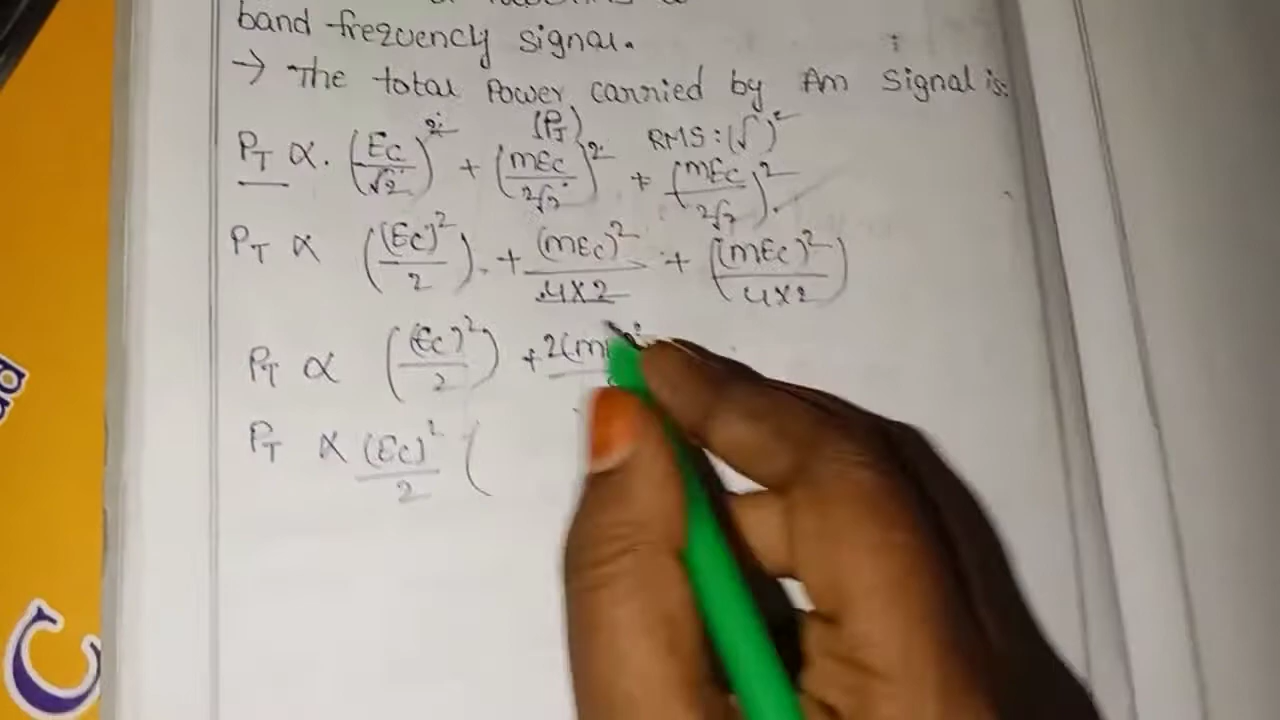 band frequency signal.
→ The total Power carried by Am Signal is:
(PT) RMS:(√ )²
PT ∝. (Ec/√2)² + (mEc/2√2)² + (mEc/2√2)²
PT ∝ ((Ec)²/2). + (mEc)²/4×2 + ((mEc)²/4×2)
PT ∝ ((Ec)²/2) + 2(m
PT ∝ (Ec)²/2 (